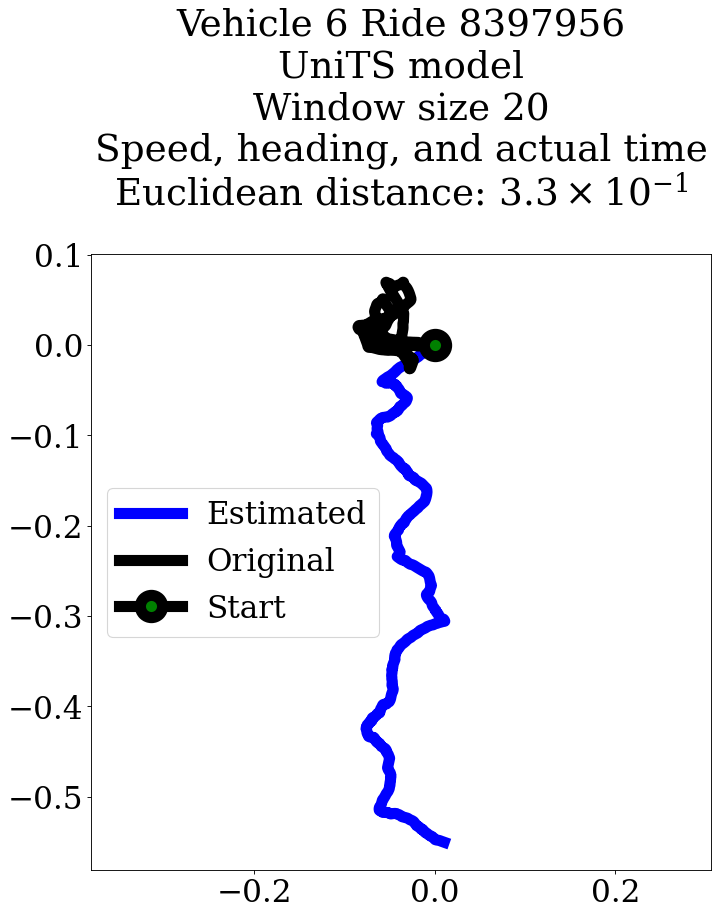 Vehicle 6 Ride 8397956
UniTS model
Window size 20
Speed, heading, and actual time
Euclidean distance: 3.3 × 10⁻¹
0.1
0.0
−0.1
−0.2
−0.3
−0.4
−0.5
Estimated
Original
Start
−0.2 0.0 0.2